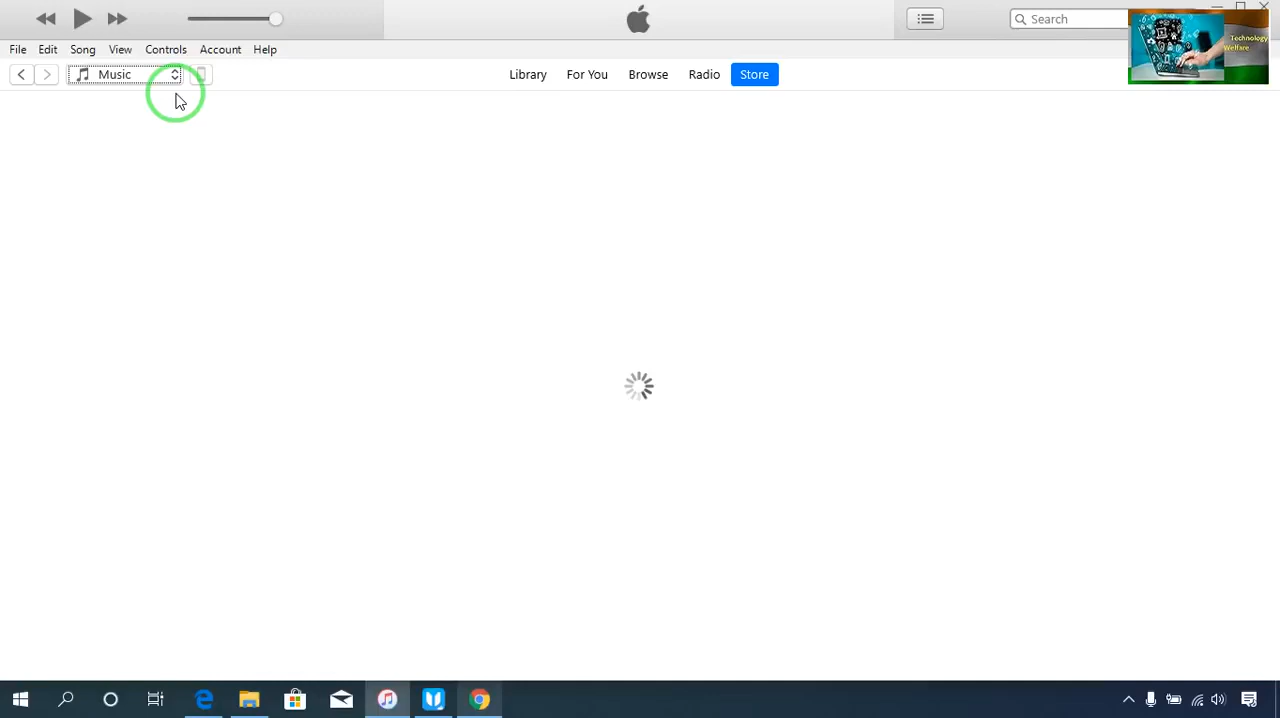 Search
Technology
Welfare
File Edit Song View Controls Account Help
Music
Library For You Browse Radio Store